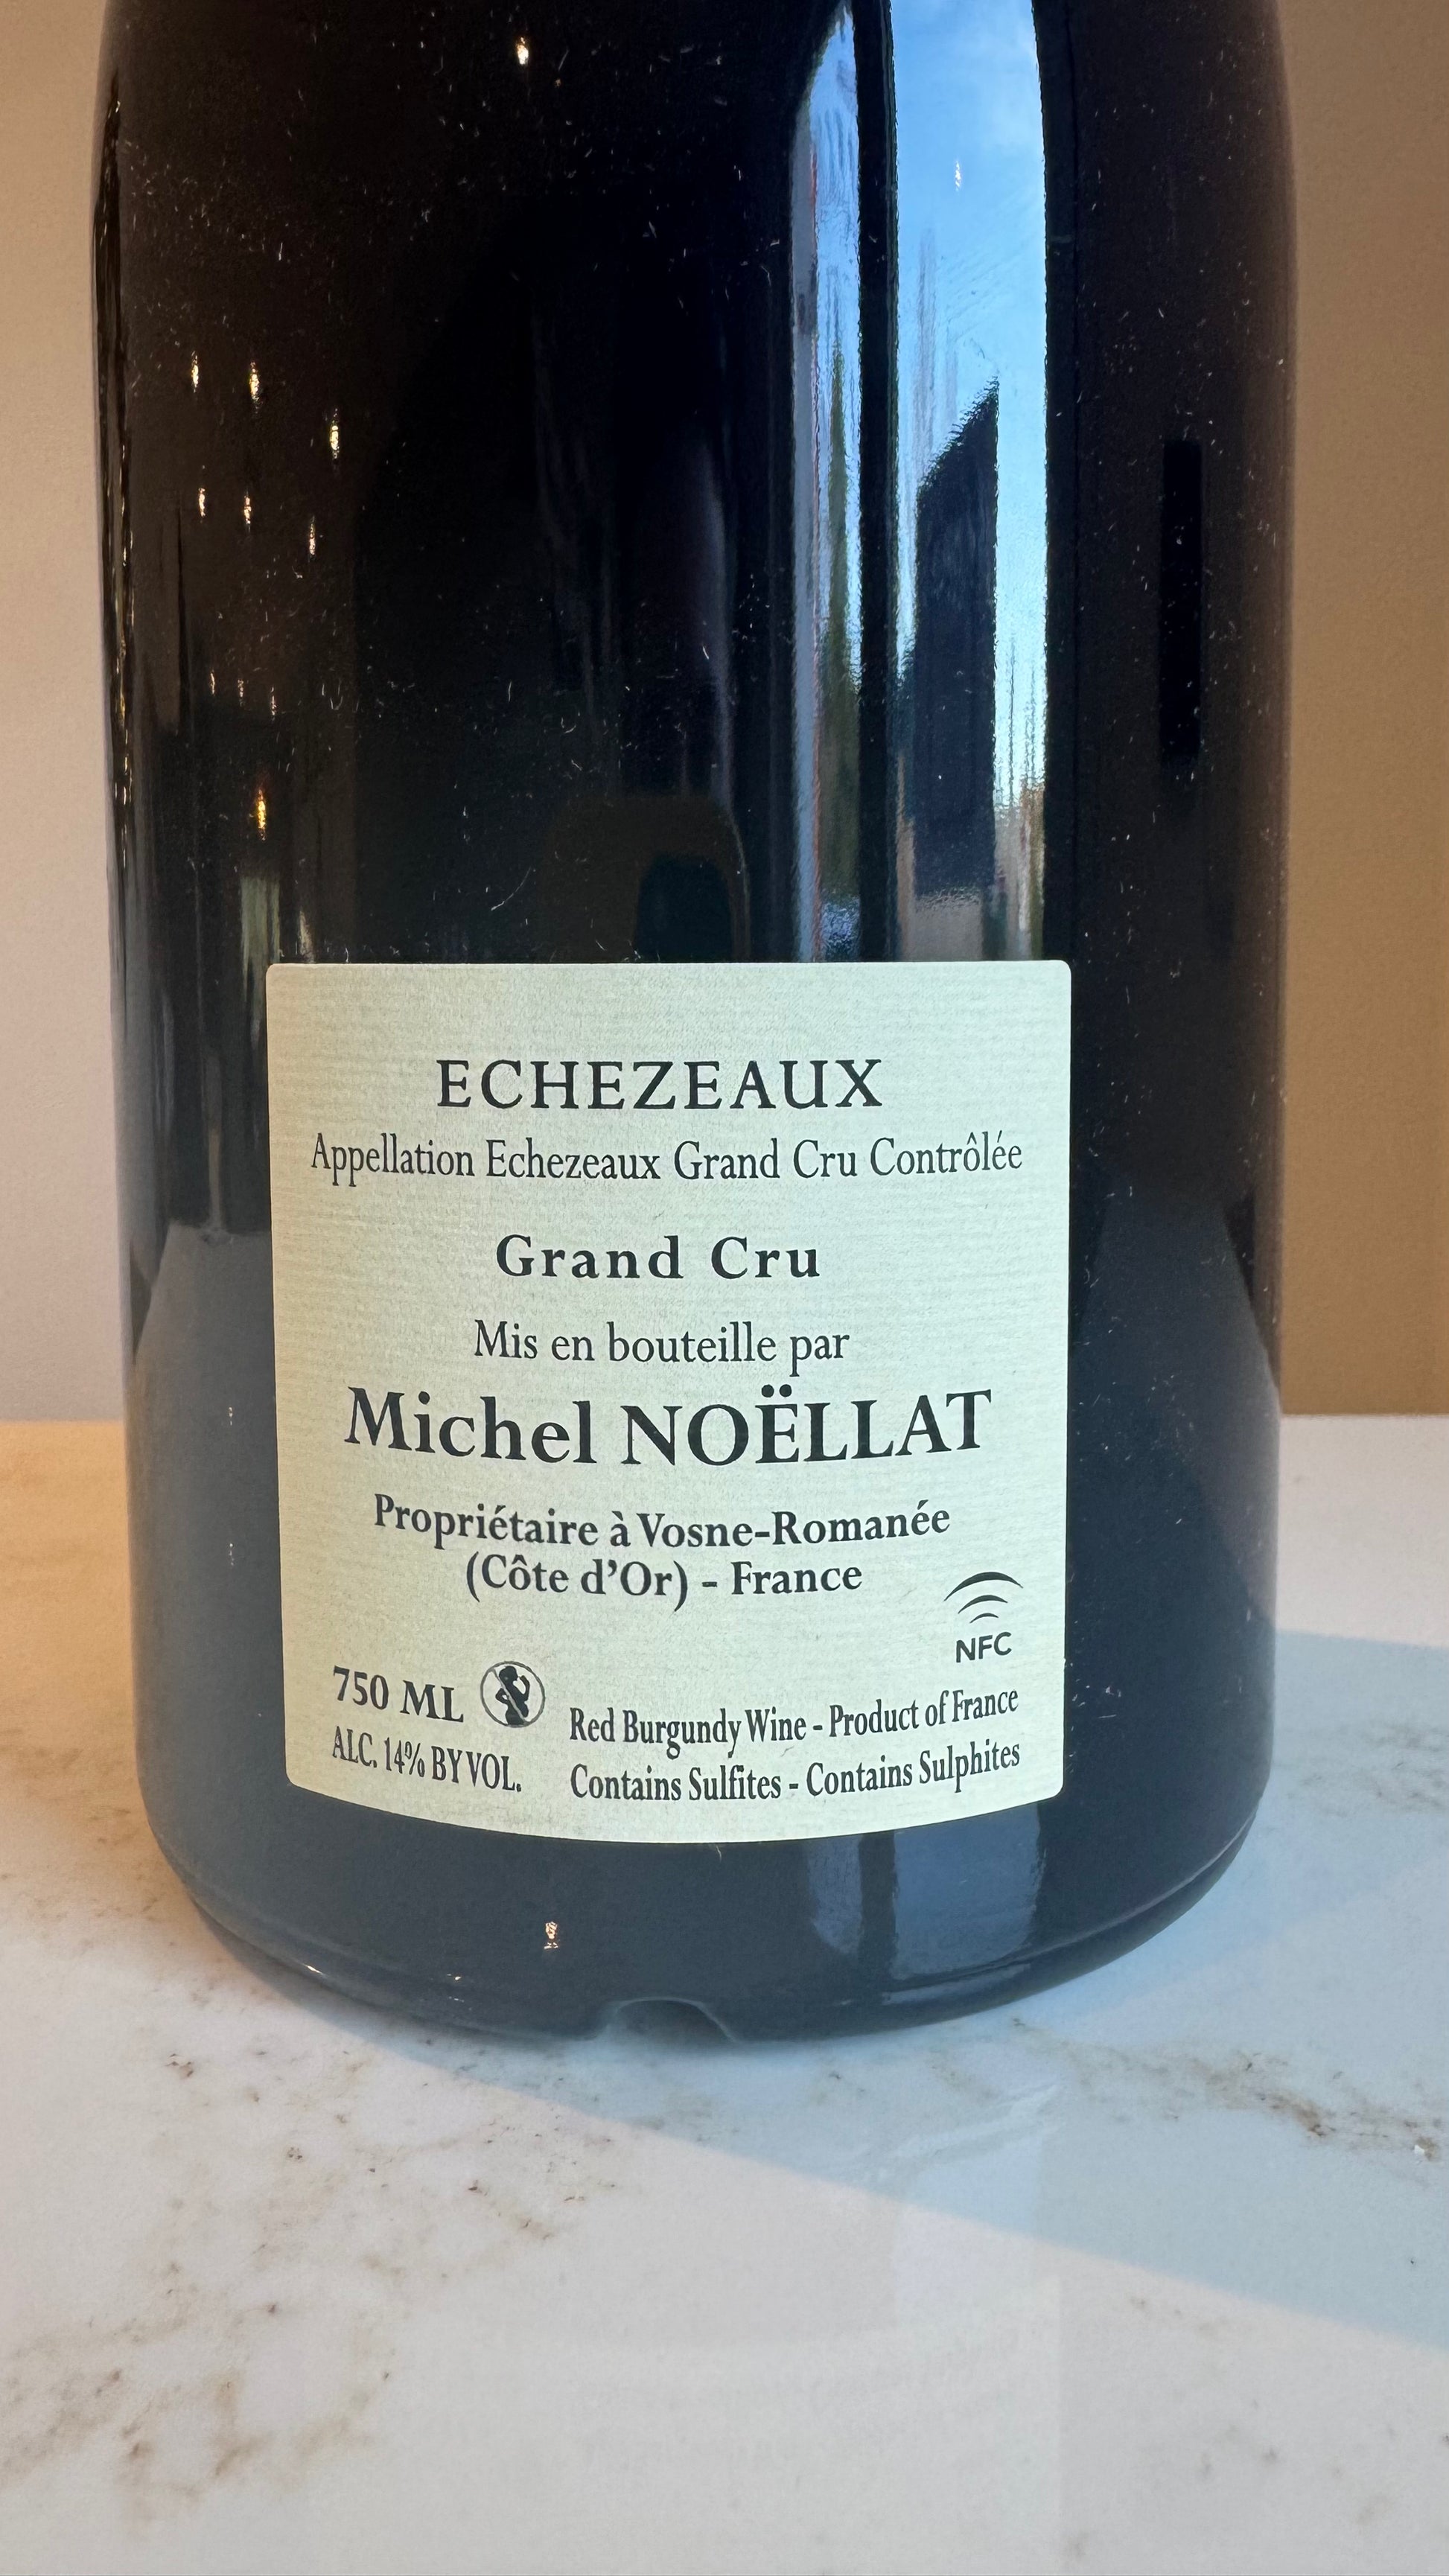 ECHEZEAUX
Appellation Echezeaux Grand Cru Contrôlée
Grand Cru
Mis en bouteille par
Michel NOËLLAT
Propriétaire à Vosne-Romanée
(Côte d’Or) - France
NFC
750 ML
ALC. 14% BY VOL.
Red Burgundy Wine - Product of France
Contains Sulfites - Contains Sulphites